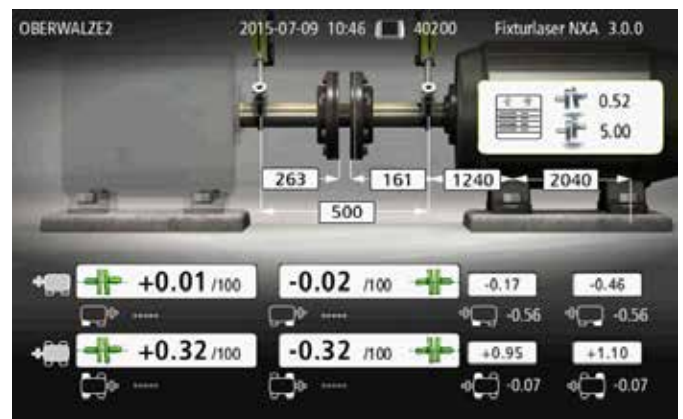 OBERWALZE2 2015-07-09 10:46 40200 Fixturlaser NXA 3.0.0
0.52
5.00
263 161 1240 2040
500
+0.01 /100 -0.02 /100 -0.17 -0.46
----- ----- -0.56 -0.56
+0.32 /100 -0.32 /100 +0.95 +1.10
----- ----- -0.07 -0.07